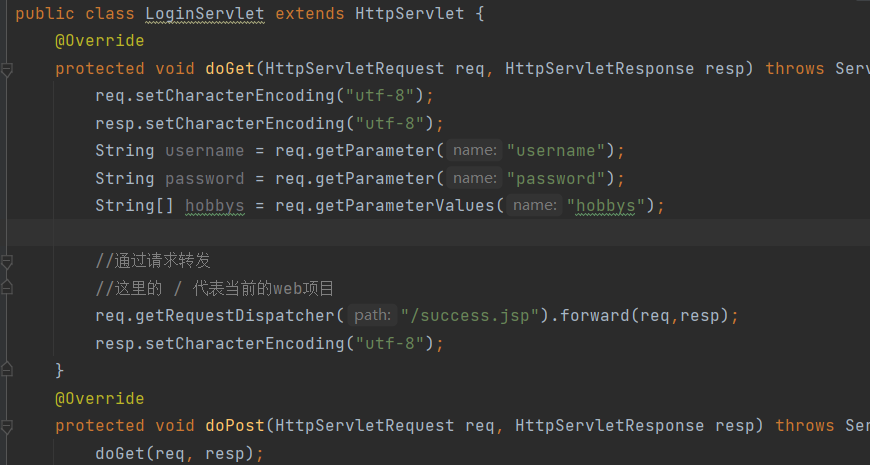 public class LoginServlet extends HttpServlet {
@Override
protected void doGet(HttpServletRequest req, HttpServletResponse resp) throws Serv
req.setCharacterEncoding("utf-8");
resp.setCharacterEncoding("utf-8");
String username = req.getParameter( name: "username");
String password = req.getParameter( name: "password");
String[] hobbys = req.getParameterValues( name: "hobbys");
//通过请求转发
//这里的 / 代表当前的web项目
req.getRequestDispatcher( path: "/success.jsp").forward(req,resp);
resp.setCharacterEncoding("utf-8");
}
@Override
protected void doPost(HttpServletRequest req, HttpServletResponse resp) throws Se
doGet(req, resp);